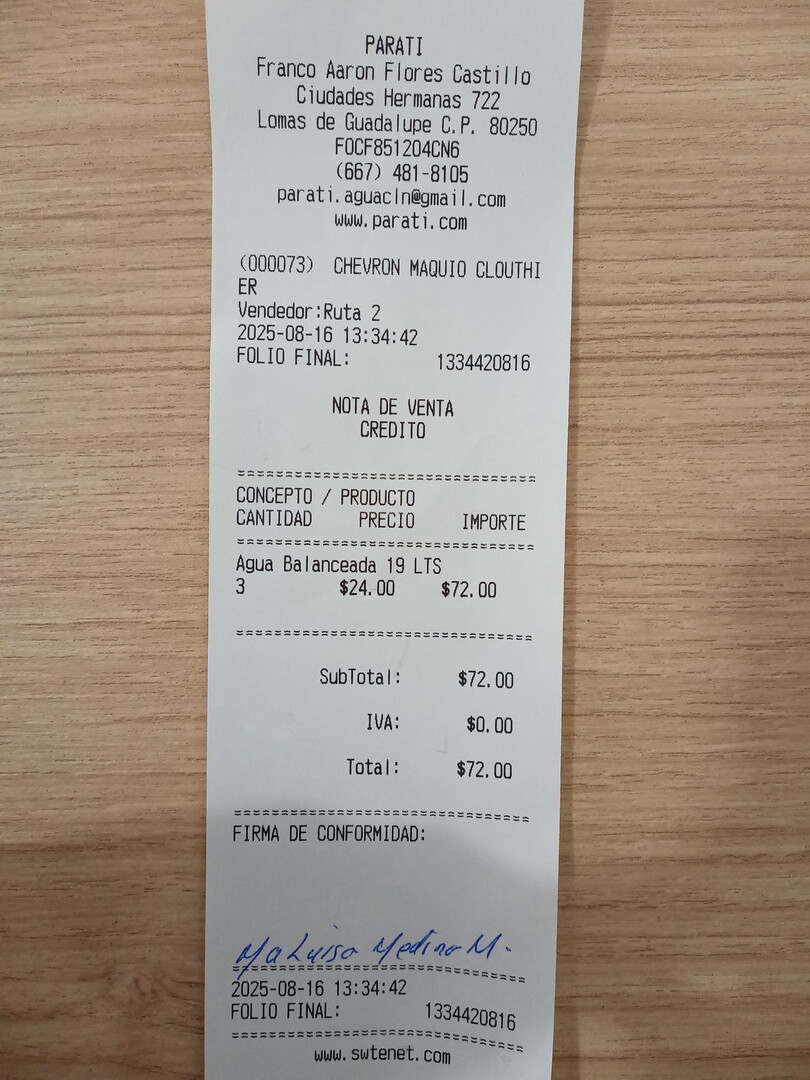 PARATI
Franco Aaron Flores Castillo
Ciudades Hermanas 722
Lomas de Guadalupe C.P. 80250
FOCF851204CN6
(667) 481-8105
parati.aguacln@gmail.com
www.parati.com
(000073) CHEVRON MAQUIO CLOUTHI
ER
Vendedor:Ruta 2
2025-08-16 13:34:42
FOLIO FINAL: 1334420816
NOTA DE VENTA
CREDITO
CONCEPTO / PRODUCTO
CANTIDAD PRECIO IMPORTE
Agua Balanceada 19 LTS
3 $24.00 $72.00
SubTotal: $72.00
IVA: $0.00
Total: $72.00
FIRMA DE CONFORMIDAD:
Ma Luisa Medina M.
2025-08-16 13:34:42
FOLIO FINAL: 1334420816
www.swtenet.com